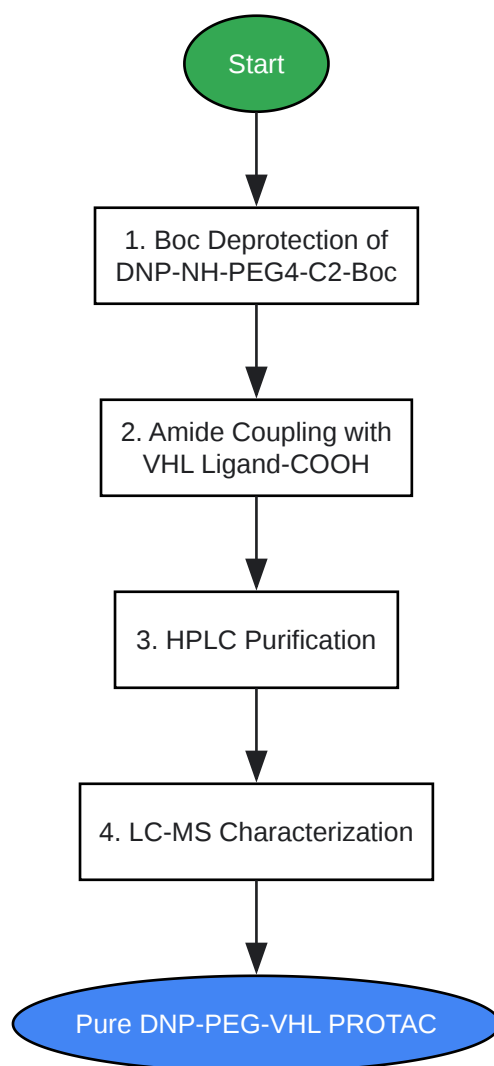 Start
1. Boc Deprotection of
DNP-NH-PEG4-C2-Boc
2. Amide Coupling with
VHL Ligand-COOH
3. HPLC Purification
4. LC-MS Characterization
Pure DNP-PEG-VHL PROTAC